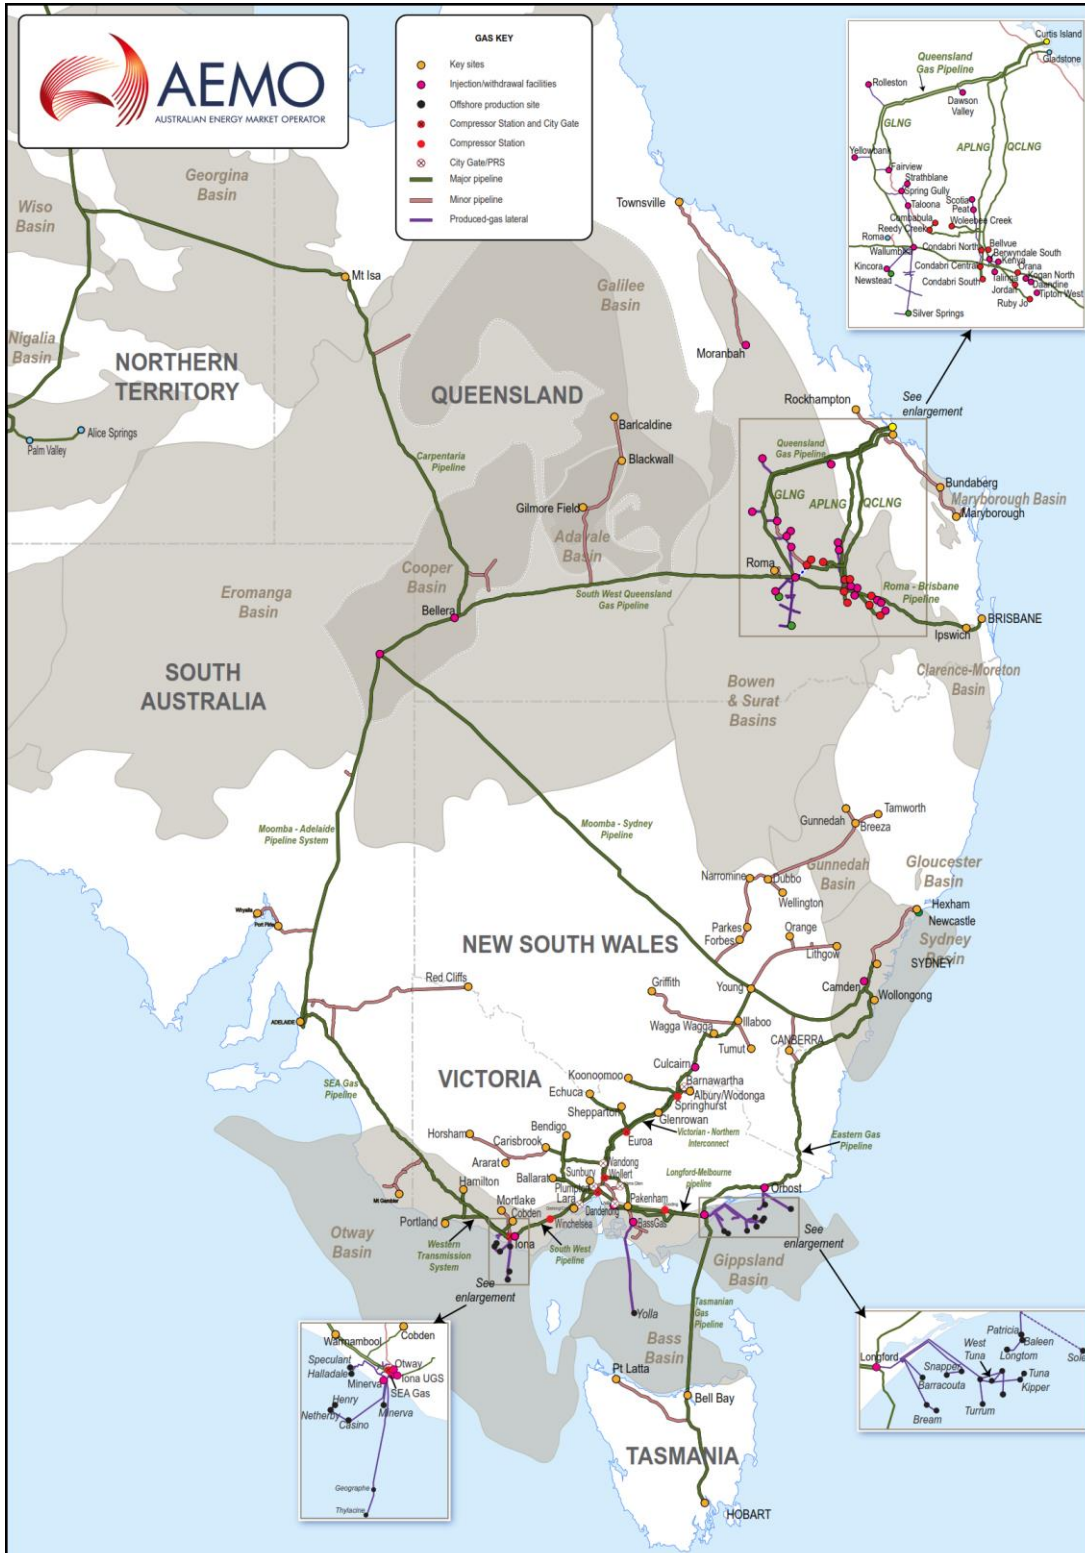 AEMO
AUSTRALIAN ENERGY MARKET OPERATOR
GAS KEY
Key sites
Injection/withdrawal facilities
Offshore production site
Compressor Station and City Gate
Compressor Station
City Gate/PRS
Major pipeline
Minor pipeline
Produced-gas lateral
Curtis Island
Gladstone
Queensland
Gas Pipeline
Rolleston
Dawson
Valley
GLNG
APLNG
QCLNG
Yellowbank
Fairview
Strathblane
Spring Gully
Taloona
Scotia
Peat
Combabula
Woleebee Creek
Reedy Creek
Roma
Wallumbilla
Condabri North
Bellvue
Berwyndale South
Kenya
Kincora
Condabri Central
Orana
Newstead
Talinga
Kogan North
Condabri South
Daandine
Jordan
Tipton West
Ruby Jo
Silver Springs
See
enlargement
Georgina
Basin
Wiso
Basin
Townsville
Mt Isa
Galilee
Basin
Nigalia
Basin
NORTHERN
TERRITORY
Moranbah
QUEENSLAND
Rockhampton
Barlcaldine
Alice Springs
Palm Valley
Carpentaria
Pipeline
Blackwall
Queensland
Gas Pipeline
GLNG
APLNG
QCLNG
Bundaberg
Maryborough Basin
Maryborough
Gilmore Field
Adavale
Basin
Cooper
Basin
Roma
Eromanga
Basin
South West Queensland
Gas Pipeline
Roma - Brisbane
Pipeline
Bellera
BRISBANE
Ipswich
SOUTH
AUSTRALIA
Bowen
& Surat
Basins
Clarence-Moreton
Basin
Moomba - Adelaide
Pipeline System
Moomba - Sydney
Pipeline
Tamworth
Gunnedah
Breeza
Gunnedah
Basin
Gloucester
Basin
Narromine
Dubbo
Wellington
Hexham
Newcastle
Whyalla
Port Pirie
Parkes
Forbes
Orange
Lithgow
Sydney
Basin
SYDNEY
NEW SOUTH WALES
Red Cliffs
Griffith
Young
Camden
Wollongong
ADELAIDE
Wagga Wagga
Illaboo
Tumut
CANBERRA
Culcairn
SEA Gas
Pipeline
VICTORIA
Koonoomoo
Barnawartha
Albury/Wodonga
Echuca
Springhurst
Shepparton
Glenrowan
Victorian - Northern
Interconnect
Eastern Gas
Pipeline
Horsham
Bendigo
Carisbrook
Euroa
Ararat
Wandong
Wollert
Sunbury
Longford-Melbourne
pipeline
Hamilton
Ballarat
Plumpton
Mt Gambier
Mortlake
Lara
Dandenong
Pakenham
Orbost
Portland
Cobden
Winchelsea
BassGas
Iona
Otway
Basin
Western
Transmission
System
South West
Pipeline
Gippsland
Basin
See
enlargement
See
enlargement
Tasmanian
Gas
Pipeline
Yolla
Bass
Basin
Pt Latta
Bell Bay
TASMANIA
HOBART
Warrnambool
Cobden
Speculant
Halladale
Otway
Iona UGS
Minerva
SEA Gas
Henry
Netherby
Casino
Minerva
Geographe
Thylacine
Patricia
Baleen
West
Tuna
Longtom
Sole
Longford
Snapper
Barracouta
Tuna
Kipper
Bream
Turrum